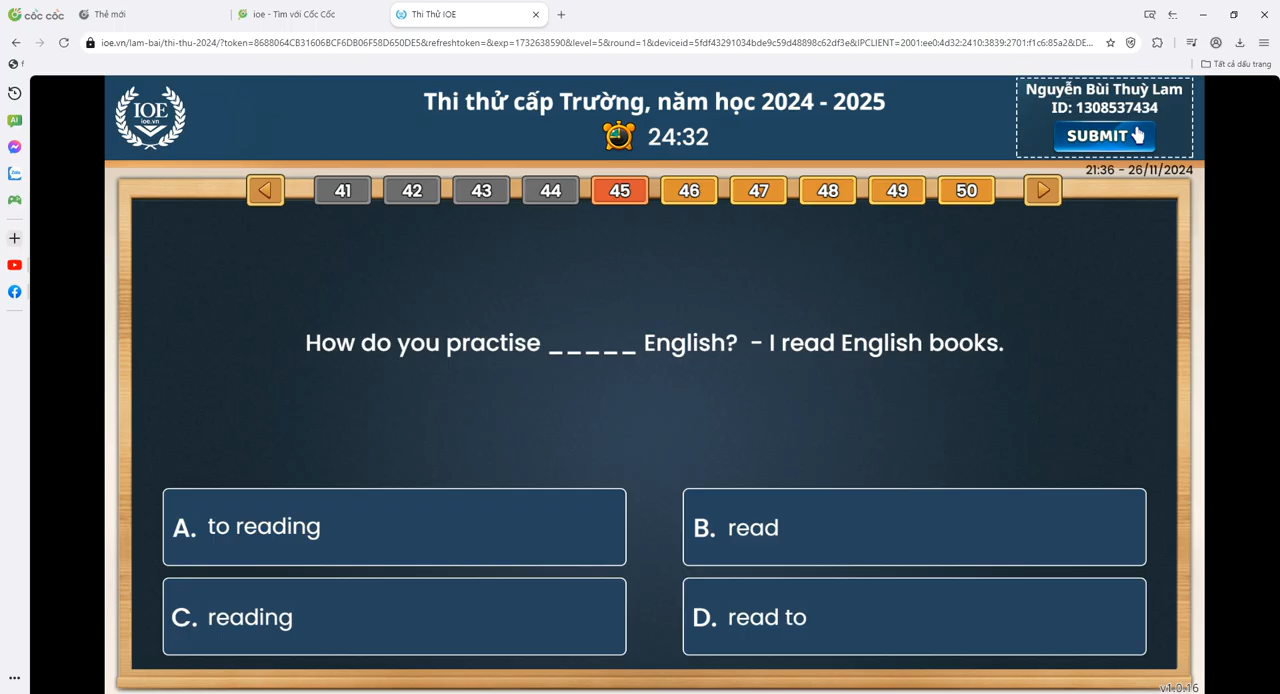 cốc cốc
Thẻ mới
ioe - Tìm với Cốc Cốc
Thi Thử IOE
ioe.vn/lam-bai/thi-thu-2024/?token=8688064CB31606BCF6DB06F58D650DE5&refreshtoken=&exp=1732638590&level=5&round=1&deviceid=5fdf43291034bde9c59d48898c62df3e&IPCLIENT=2001:ee0:4d32:2410:3839:2701:f1c6:85a2&DE...
f
Tất cả dấu trang
IOE
ioe.vn
Thi thử cấp Trường, năm học 2024 - 2025
24:32
Nguyễn Bùi Thuỳ Lam
ID: 1308537434
SUBMIT
21:36 - 26/11/2024
41 42 43 44 45 46 47 48 49 50
How do you practise _____ English? - I read English books.
A. to reading
B. read
C. reading
D. read to
v1.0.16
AI
Zalo